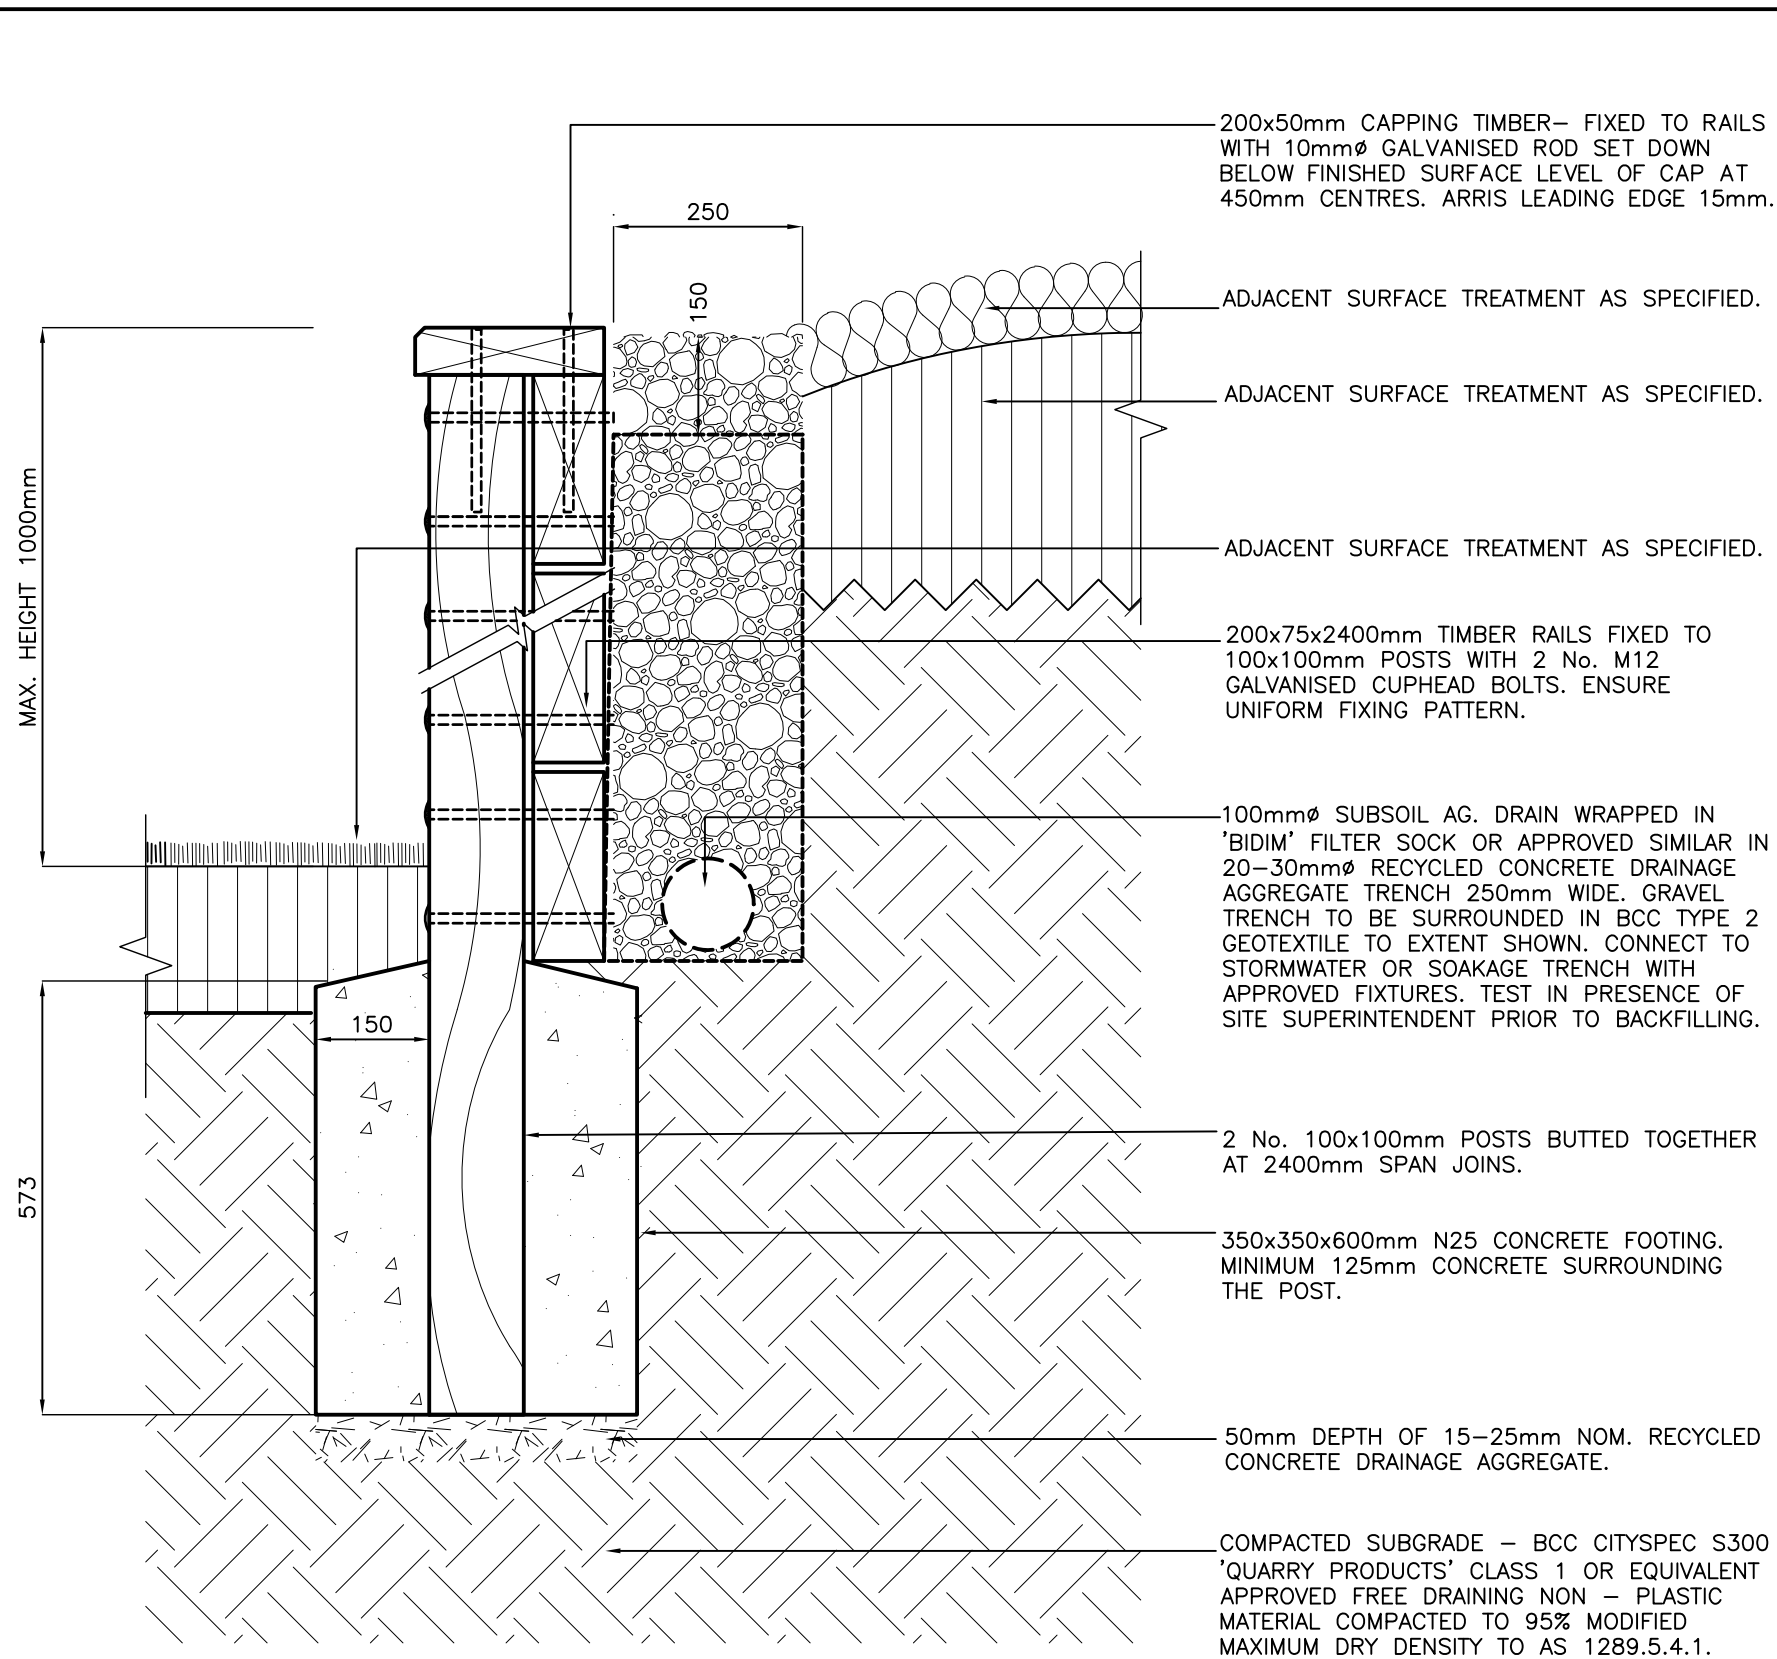 200x50mm CAPPING TIMBER– FIXED TO RAILS
WITH 10mmø GALVANISED ROD SET DOWN
BELOW FINISHED SURFACE LEVEL OF CAP AT
450mm CENTRES. ARRIS LEADING EDGE 15mm.
250
150
ADJACENT SURFACE TREATMENT AS SPECIFIED.
ADJACENT SURFACE TREATMENT AS SPECIFIED.
MAX. HEIGHT 1000mm
ADJACENT SURFACE TREATMENT AS SPECIFIED.
200x75x2400mm TIMBER RAILS FIXED TO
100x100mm POSTS WITH 2 No. M12
GALVANISED CUPHEAD BOLTS. ENSURE
UNIFORM FIXING PATTERN.
100mmø SUBSOIL AG. DRAIN WRAPPED IN
'BIDIM' FILTER SOCK OR APPROVED SIMILAR IN
20–30mmø RECYCLED CONCRETE DRAINAGE
AGGREGATE TRENCH 250mm WIDE. GRAVEL
TRENCH TO BE SURROUNDED IN BCC TYPE 2
GEOTEXTILE TO EXTENT SHOWN. CONNECT TO
STORMWATER OR SOAKAGE TRENCH WITH
APPROVED FIXTURES. TEST IN PRESENCE OF
SITE SUPERINTENDENT PRIOR TO BACKFILLING.
150
573
2 No. 100x100mm POSTS BUTTED TOGETHER
AT 2400mm SPAN JOINS.
350x350x600mm N25 CONCRETE FOOTING.
MINIMUM 125mm CONCRETE SURROUNDING
THE POST.
50mm DEPTH OF 15–25mm NOM. RECYCLED
CONCRETE DRAINAGE AGGREGATE.
COMPACTED SUBGRADE – BCC CITYSPEC S300
'QUARRY PRODUCTS' CLASS 1 OR EQUIVALENT
APPROVED FREE DRAINING NON – PLASTIC
MATERIAL COMPACTED TO 95% MODIFIED
MAXIMUM DRY DENSITY TO AS 1289.5.4.1.